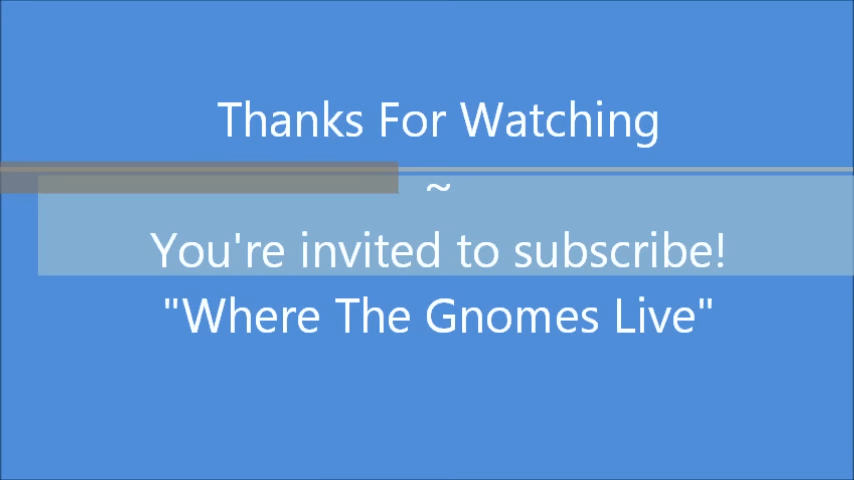 Thanks For Watching
~
You're invited to subscribe!
"Where The Gnomes Live"